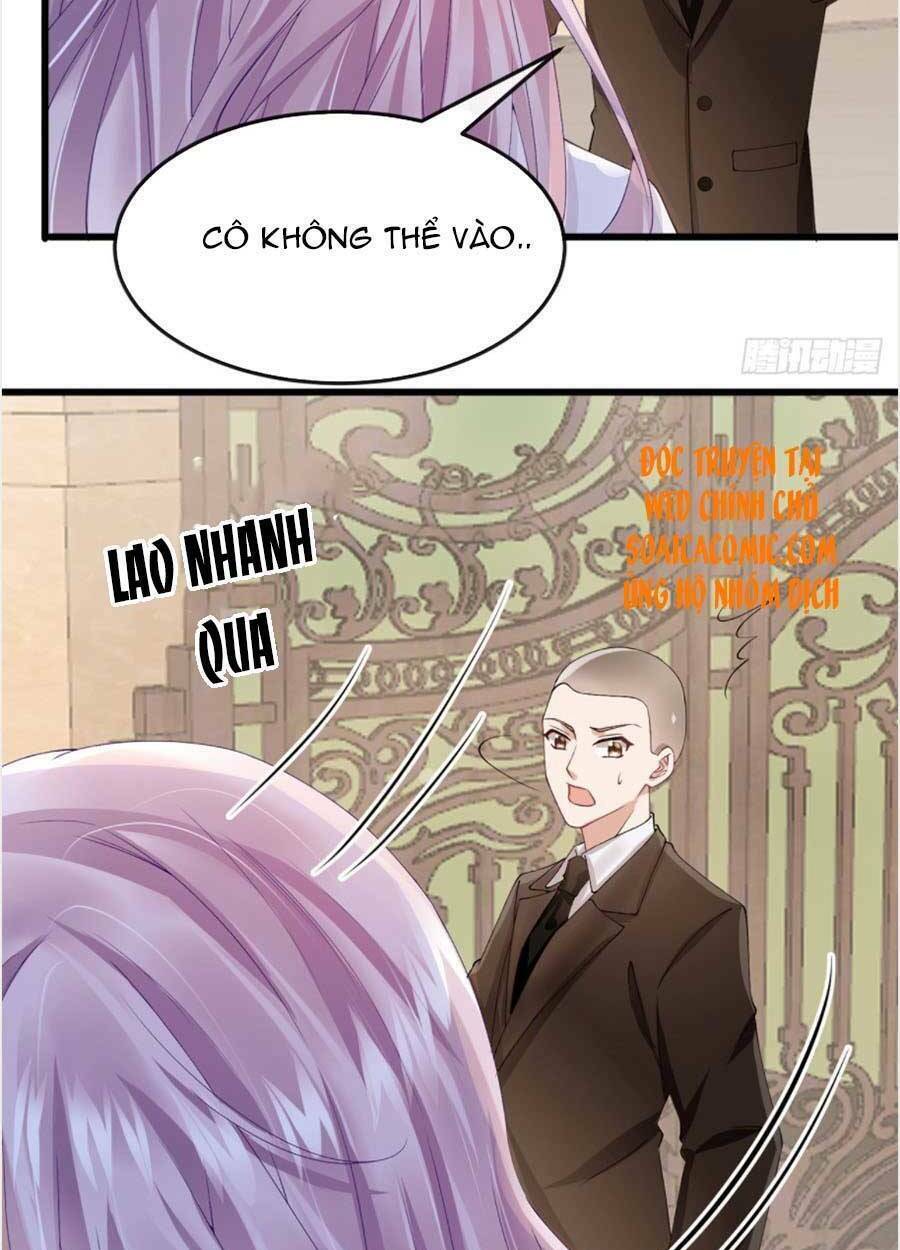 CÔ KHÔNG THỂ VÀO..
腾讯动漫
ĐỌC TRUYỆN TẠI
WEB CHÍNH CHỦ
SOAICACOMIC.COM
ỦNG HỘ NHÓM DỊCH
LAO NHANH
QUA